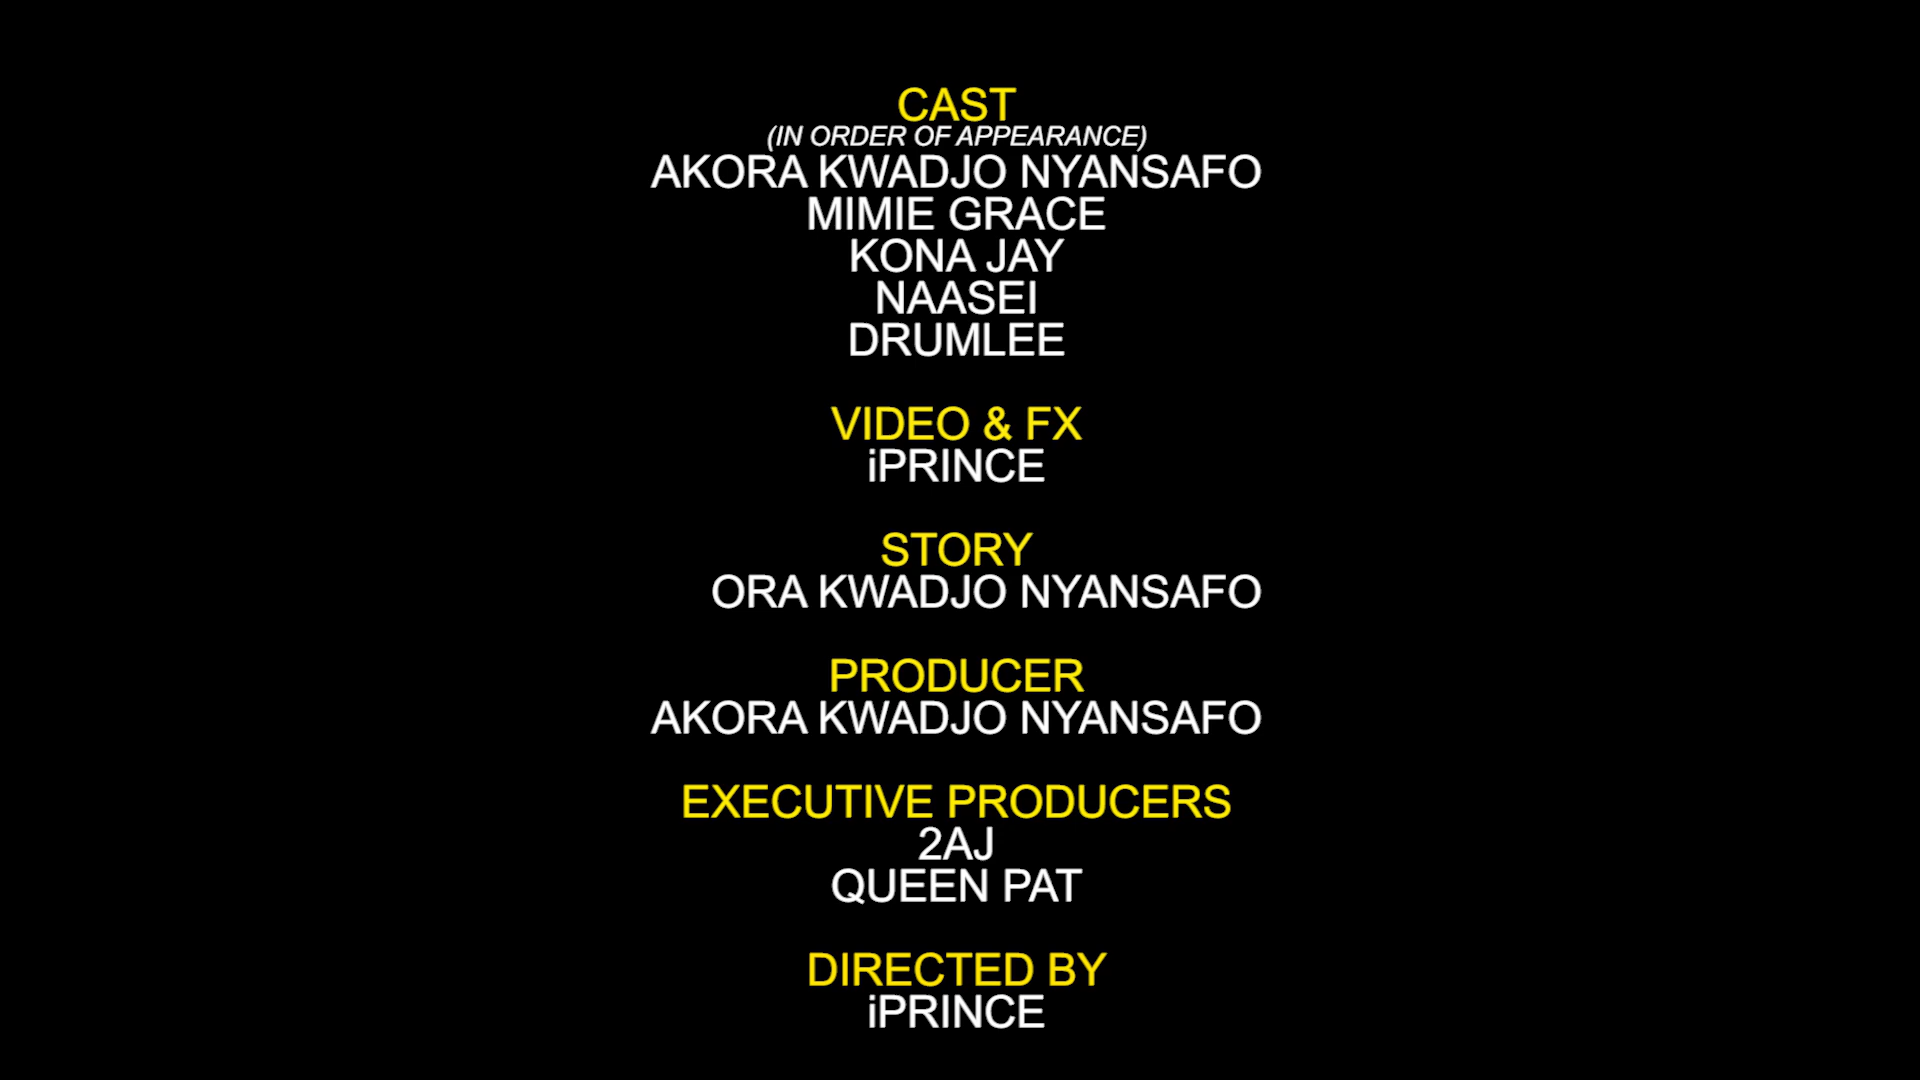 CAST
(IN ORDER OF APPEARANCE)
AKORA KWADJO NYANSAFO
MIMIE GRACE
KONA JAY
NAASEI
DRUMLEE
VIDEO & FX
iPRINCE
STORY
ORA KWADJO NYANSAFO
PRODUCER
AKORA KWADJO NYANSAFO
EXECUTIVE PRODUCERS
2AJ
QUEEN PAT
DIRECTED BY
iPRINCE